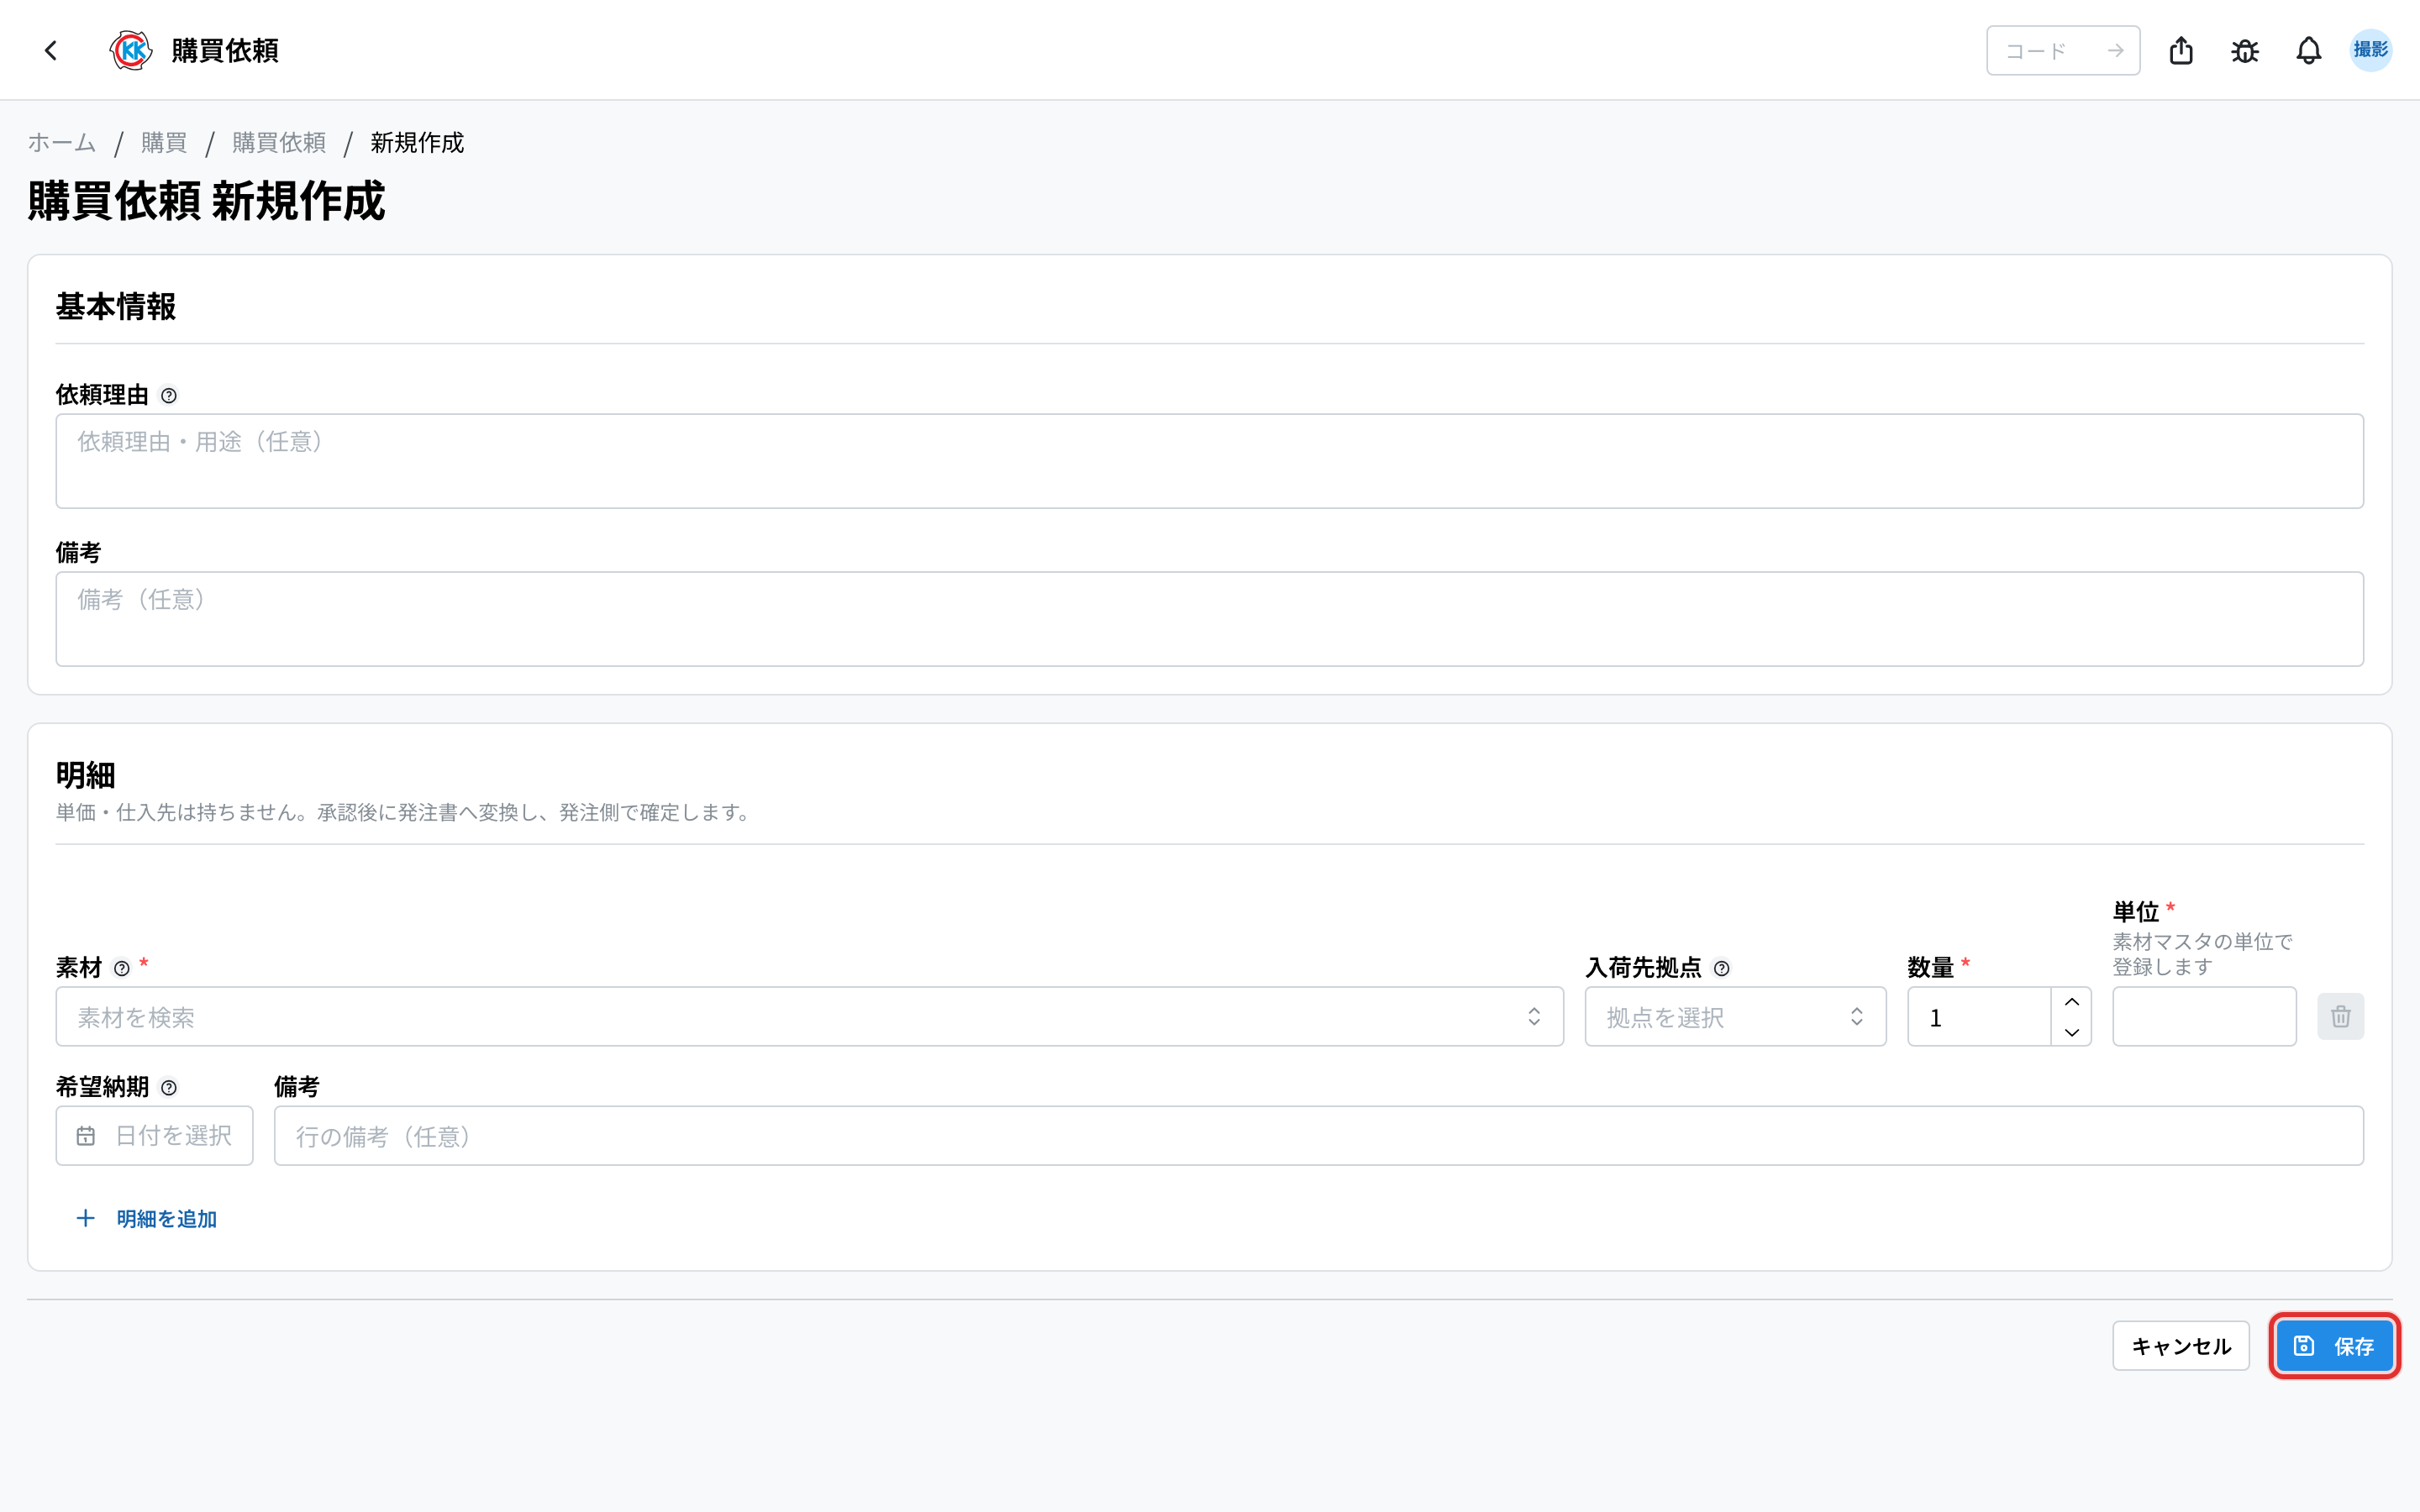 KK 購買依頼
コード
撮影
ホーム / 購買 / 購買依頼 / 新規作成
購買依頼 新規作成
基本情報
依頼理由
依頼理由・用途（任意）
備考
備考（任意）
明細
単価・仕入先は持ちません。承認後に発注書へ変換し、発注側で確定します。
素材 *
素材を検索
入荷先拠点
拠点を選択
数量 *
1
単位 *
素材マスタの単位で
登録します
希望納期
日付を選択
備考
行の備考（任意）
明細を追加
キャンセル
保存